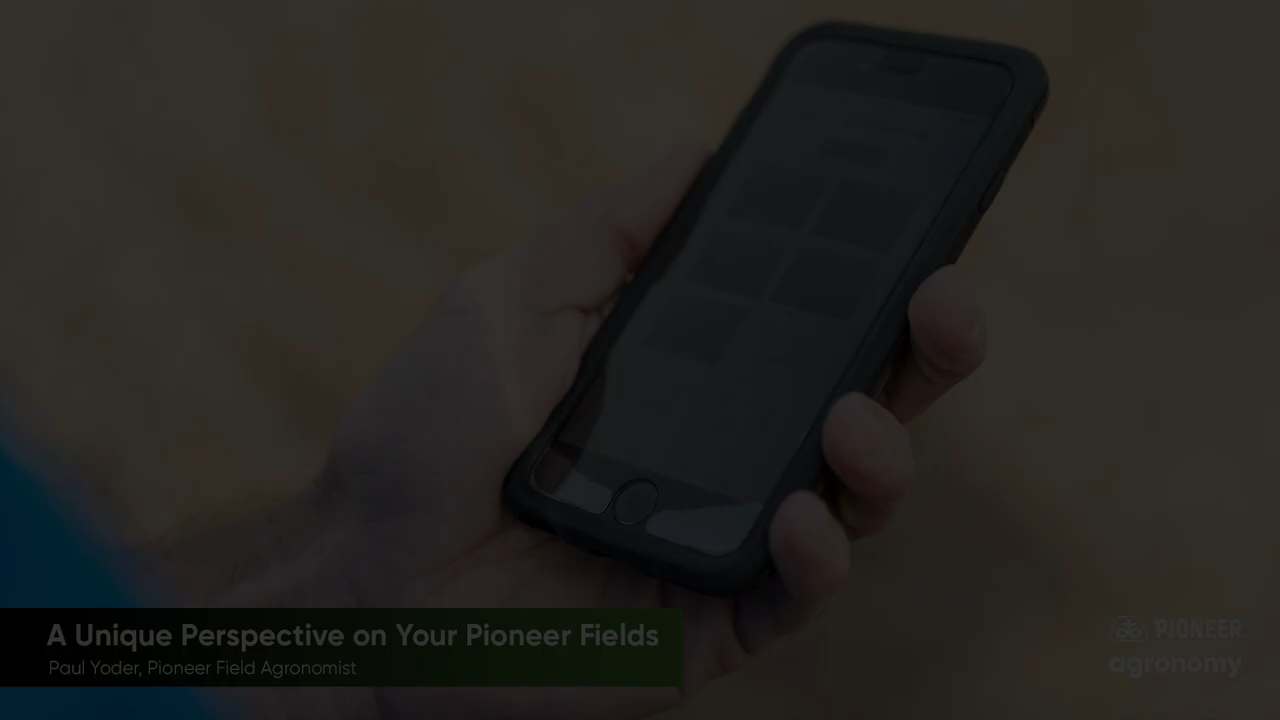 A Unique Perspective on Your Pioneer Fields
Paul Yoder, Pioneer Field Agronomist
PIONEER
agronomy